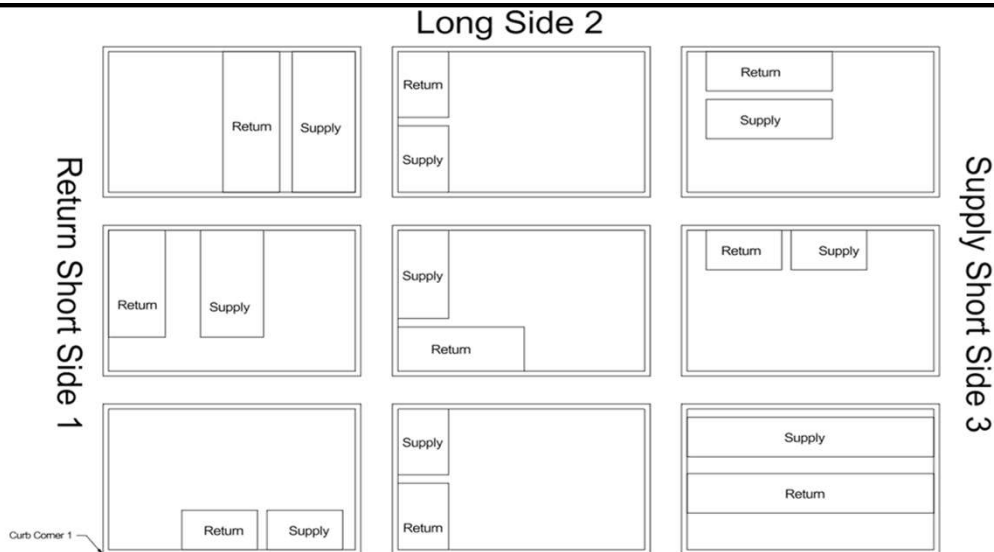 Long Side 2
Return Short Side 1
Supply Short Side 3
Return
Supply
Return
Supply
Return
Supply
Return
Supply
Supply
Return
Return
Supply
Return
Supply
Supply
Return
Supply
Return
Curb Corner 1